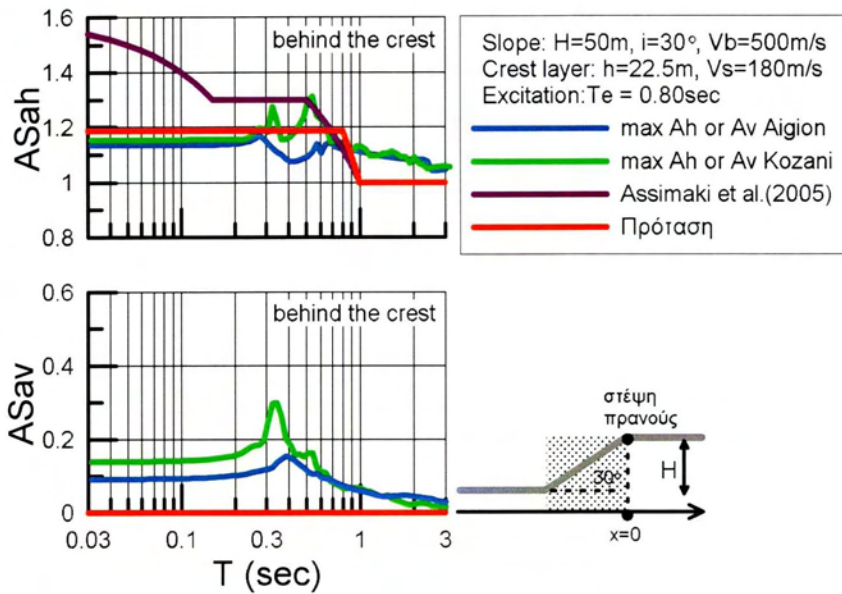 1.6
1.4
1.2
1
0.8
ASah
behind the crest
Slope: H=50m, i=30°, Vb=500m/s
Crest layer: h=22.5m, Vs=180m/s
Excitation:Te = 0.80sec
max Ah or Av Aigion
max Ah or Av Kozani
Assimaki et al.(2005)
Πρόταση
0.6
0.4
0.2
0
ASav
behind the crest
0.03
0.1
0.3
1
3
T (sec)
στέψη
πρανούς
30°
H
x=0